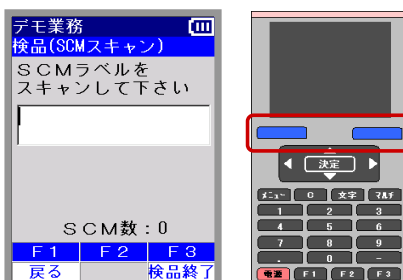 デモ業務
検品(SCMスキャン)
SCMラベルを
スキャンして下さい
SCM数:0
F1 F2 F3
戻る 検品終了
決定
メニュー 0 文字 マルチ
1 2 3
4 5 6
7 8 9
. 0 -
電源 F1 F2 F3